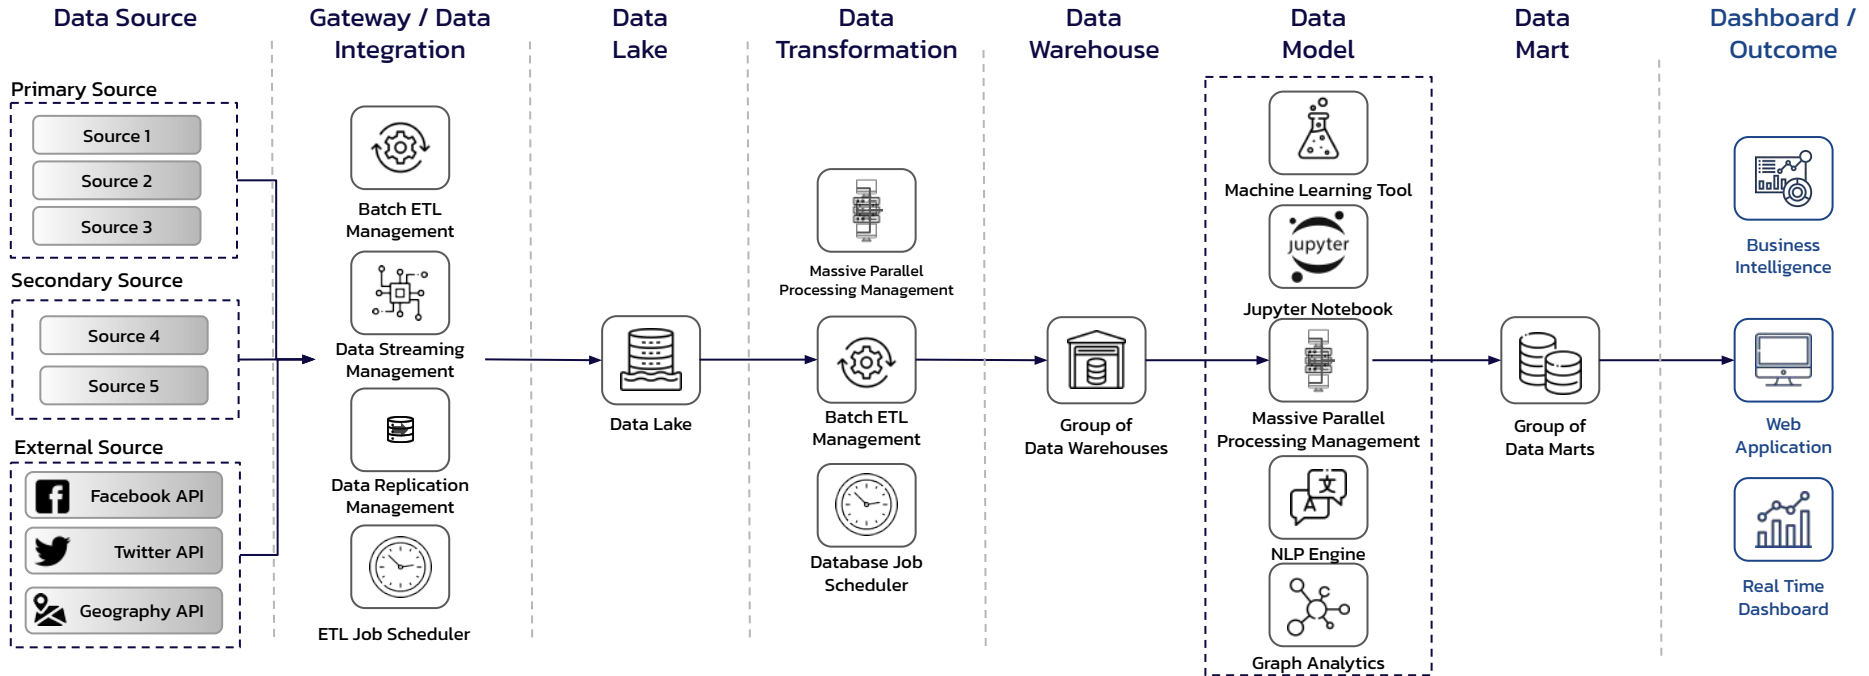 Data Source
Gateway / Data
Integration
Data
Lake
Data
Transformation
Data
Warehouse
Data
Model
Data
Mart
Dashboard /
Outcome
Primary Source
Source 1
Source 2
Source 3
Secondary Source
Source 4
Source 5
External Source
Facebook API
Twitter API
Geography API
Batch ETL
Management
Data Streaming
Management
Data Replication
Management
ETL Job Scheduler
Data Lake
Massive Parallel
Processing Management
Batch ETL
Management
Database Job
Scheduler
Group of
Data Warehouses
Machine Learning Tool
Jupyter
Jupyter Notebook
Massive Parallel
Processing Management
文
A
NLP Engine
C
Graph Analytics
Group of
Data Marts
Business
Intelligence
Web
Application
Real Time
Dashboard